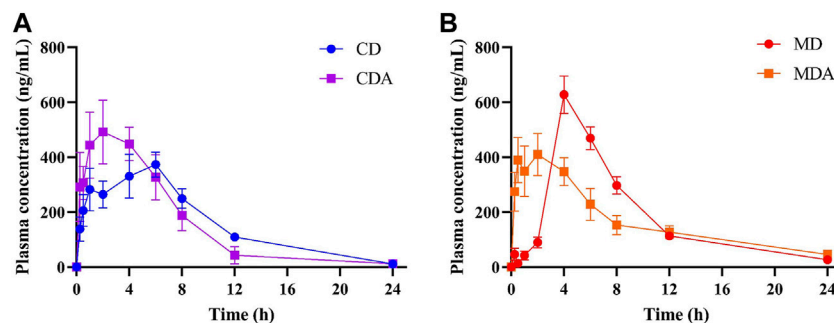 A
Plasma concentration (ng/mL)
800
600
400
200
0
0 4 8 12 16 20 24
Time (h)
CD
CDA
B
Plasma concentration (ng/mL)
800
600
400
200
0
0 4 8 12 16 20 24
Time (h)
MD
MDA